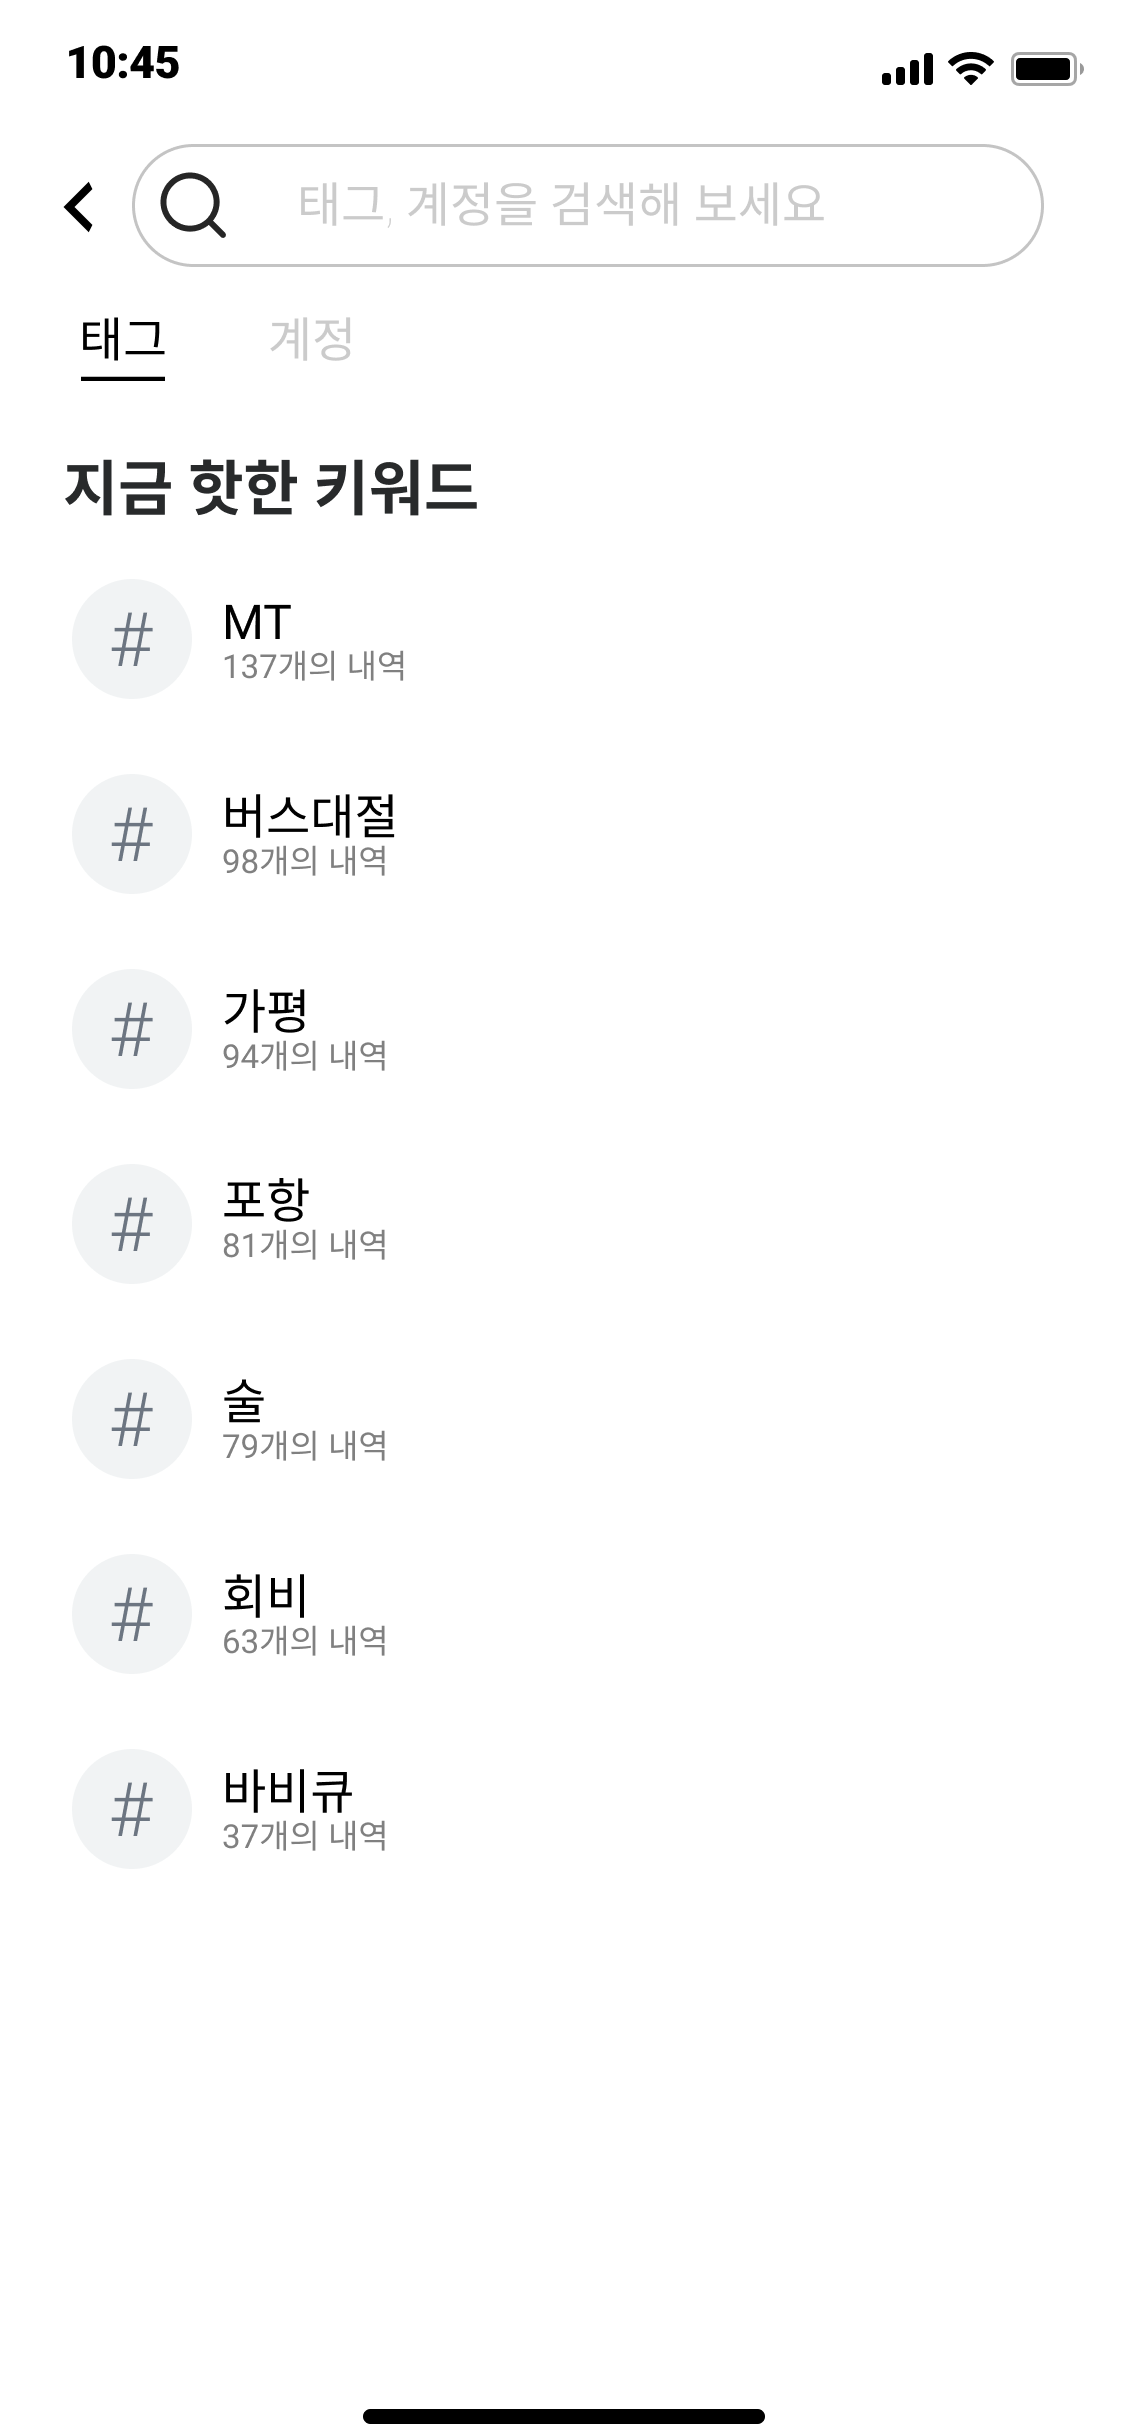 10:45
태그, 계정을 검색해 보세요
태그 계정
지금 핫한 키워드
# MT
137개의 내역
# 버스대절
98개의 내역
# 가평
94개의 내역
# 포항
81개의 내역
# 술
79개의 내역
# 회비
63개의 내역
# 바비큐
37개의 내역